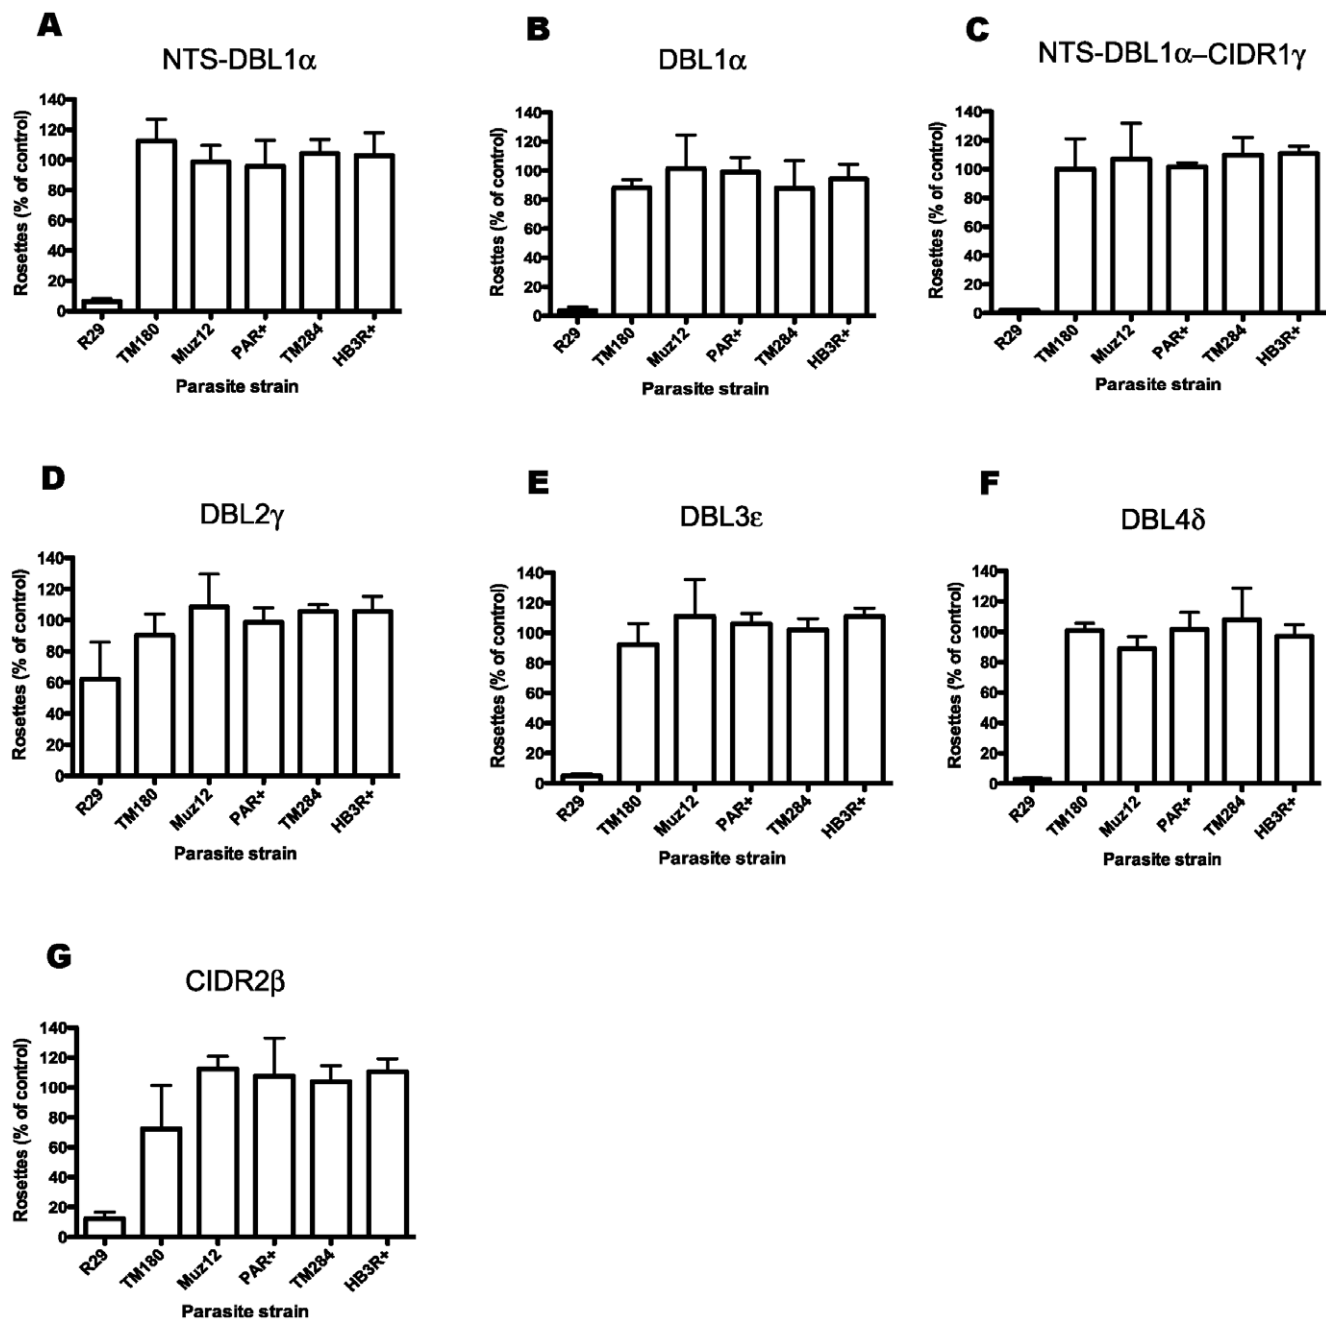 A
NTS-DBL1α
Rosettes (% of control)
140
120
100
80
60
40
20
0
R29
TM180
Muz12
PAR+
TM284
HB3R+
Parasite strain
B
DBL1α
Rosttes (% of control)
140
120
100
80
60
40
20
0
R29
TM180
Muz12
PAR+
TM284
HB3R+
Parasite strain
C
NTS-DBL1α–CIDR1γ
Rosettes (% of control)
140
120
100
80
60
40
20
0
R29
TM180
Muz12
PAR+
TM284
HB3R+
Parasite strain
D
DBL2γ
Rosettes (% of control)
140
120
100
80
60
40
20
0
R29
TM180
Muz12
PAR+
TM284
HB3R+
Parasite strain
E
DBL3ε
Rosettes (% of control)
140
120
100
80
60
40
20
0
R29
TM180
Muz12
PAR+
TM284
HB3R+
Parasite strain
F
DBL4δ
Rosettes (% of control)
140
120
100
80
60
40
20
0
R29
TM180
Muz12
PAR+
TM284
HB3R+
Parasite strain
G
CIDR2β
Rosettes (% of control)
140
120
100
80
60
40
20
0
R29
TM180
Muz12
PAR+
TM284
HB3R+
Parasite strain